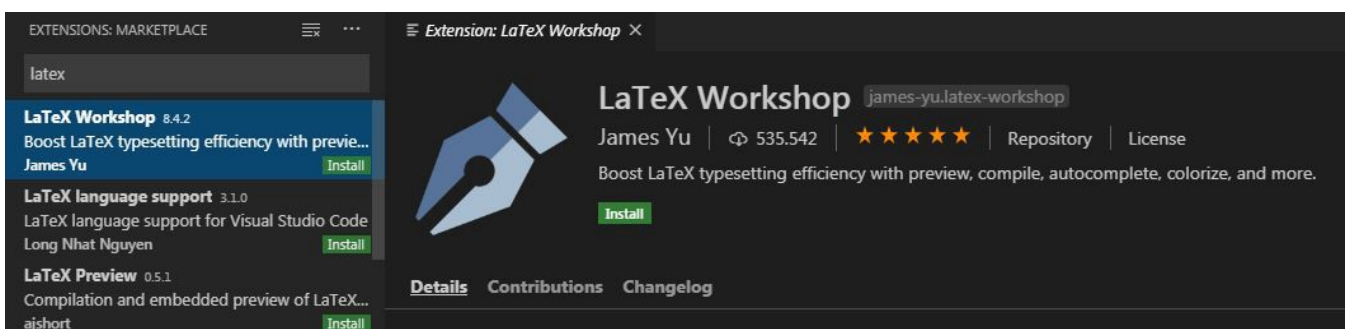 EXTENSIONS: MARKETPLACE
latex
LaTeX Workshop 8.4.2
Boost LaTeX typesetting efficiency with previe...
James Yu Install
LaTeX language support 3.1.0
LaTeX language support for Visual Studio Code
Long Nhat Nguyen Install
LaTeX Preview 0.5.1
Compilation and embedded preview of LaTeX...
ajshort Install
Extension: LaTeX Workshop
LaTeX Workshop james-yu.latex-workshop
James Yu 535.542 Repository License
Boost LaTeX typesetting efficiency with preview, compile, autocomplete, colorize, and more.
Install
Details Contributions Changelog